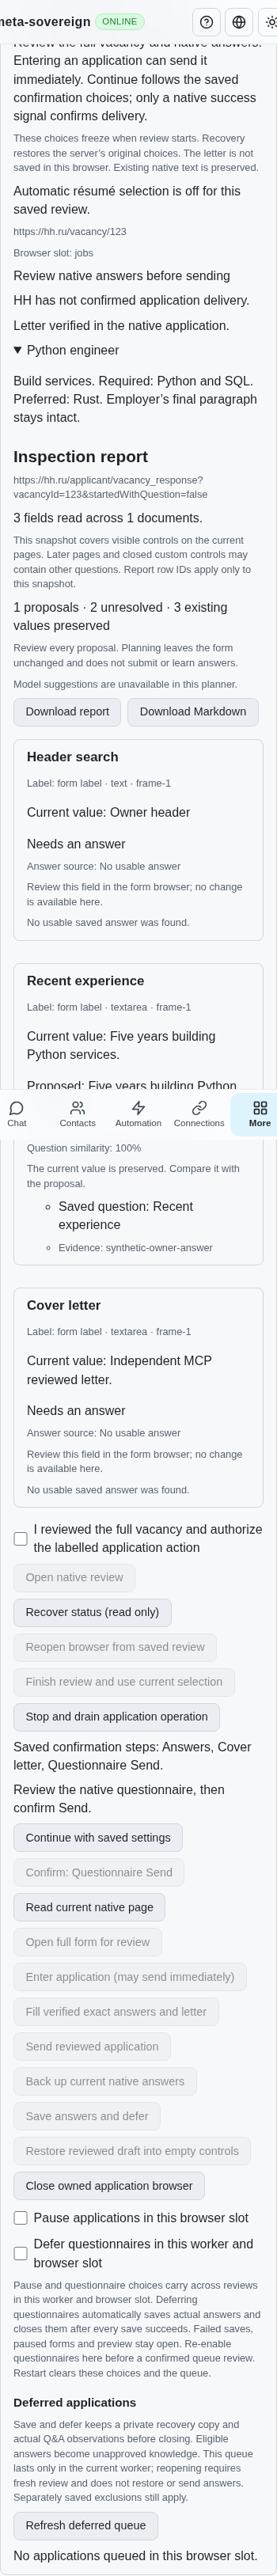 meta-sovereign ONLINE
Review the full vacancy and native answers.
Entering an application can send it
immediately. Continue follows the saved
confirmation choices; only a native success
signal confirms delivery.
These choices freeze when review starts. Recovery
restores the server's original choices. The letter is not
saved in this browser. Existing native text is preserved.
Automatic résumé selection is off for this
saved review.
https://hh.ru/vacancy/123
Browser slot: jobs
Review native answers before sending
HH has not confirmed application delivery.
Letter verified in the native application.
▼ Python engineer
Build services. Required: Python and SQL.
Preferred: Rust. Employer's final paragraph
stays intact.
Inspection report
https://hh.ru/applicant/vacancy_response?
vacancyId=123&startedWithQuestion=false
3 fields read across 1 documents.
This snapshot covers visible controls on the current
pages. Later pages and closed custom controls may
contain other questions. Report row IDs apply only to
this snapshot.
1 proposals · 2 unresolved · 3 existing
values preserved
Review every proposal. Planning leaves the form
unchanged and does not submit or learn answers.
Model suggestions are unavailable in this planner.
Download report Download Markdown
Header search
Label: form label · text · frame-1
Current value: Owner header
Needs an answer
Answer source: No usable answer
Review this field in the form browser; no change
is available here.
No usable saved answer was found.
Recent experience
Label: form label · textarea · frame-1
Current value: Five years building
Python services.
Proposed: Five years building Python
Chat Contacts Automation Connections More
Question similarity: 100%
The current value is preserved. Compare it with
the proposal.
Saved question: Recent
experience
Evidence: synthetic-owner-answer
Cover letter
Label: form label · textarea · frame-1
Current value: Independent MCP
reviewed letter.
Needs an answer
Answer source: No usable answer
Review this field in the form browser; no change
is available here.
No usable saved answer was found.
I reviewed the full vacancy and authorize
the labelled application action
Open native review
Recover status (read only)
Reopen browser from saved review
Finish review and use current selection
Stop and drain application operation
Saved confirmation steps: Answers, Cover
letter, Questionnaire Send.
Review the native questionnaire, then
confirm Send.
Continue with saved settings
Confirm: Questionnaire Send
Read current native page
Open full form for review
Enter application (may send immediately)
Fill verified exact answers and letter
Send reviewed application
Back up current native answers
Save answers and defer
Restore reviewed draft into empty controls
Close owned application browser
Pause applications in this browser slot
Defer questionnaires in this worker and
browser slot
Pause and questionnaire choices carry across reviews
in this worker and browser slot. Deferring
questionnaires automatically saves actual answers and
closes them after every save succeeds. Failed saves,
paused forms and preview stay open. Re-enable
questionnaires here before a confirmed queue review.
Restart clears these choices and the queue.
Deferred applications
Save and defer keeps a private recovery copy and
actual Q&A observations before closing. Eligible
answers become unapproved knowledge. This queue
lasts only in the current worker; reopening requires
fresh review and does not restore or send answers.
Separately saved exclusions still apply.
Refresh deferred queue
No applications queued in this browser slot.